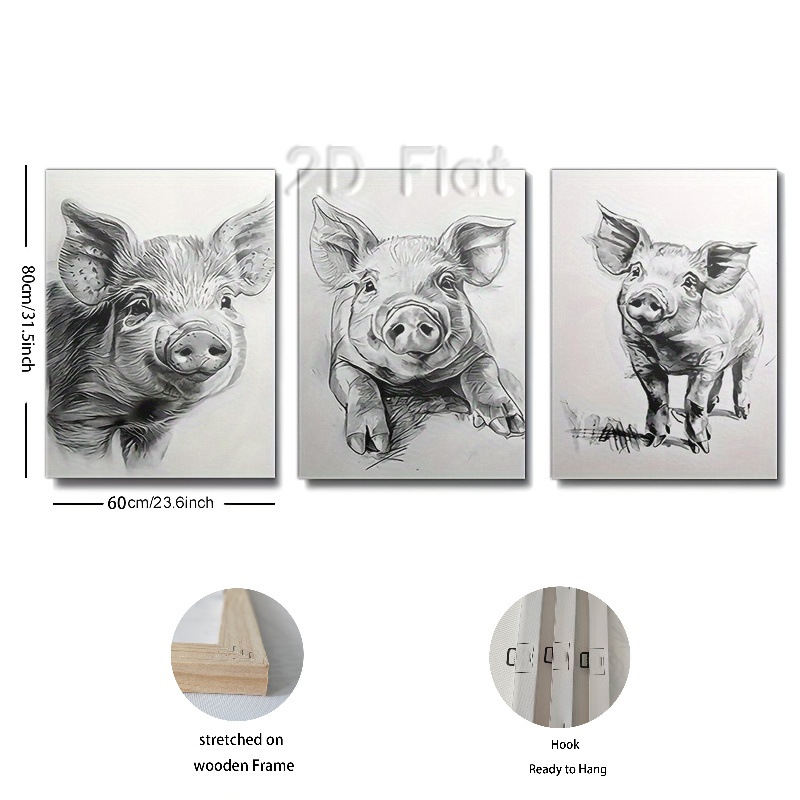 2D Flat
80cm/31.5inch
60cm/23.6inch
stretched on
wooden Frame
Hook
Ready to Hang